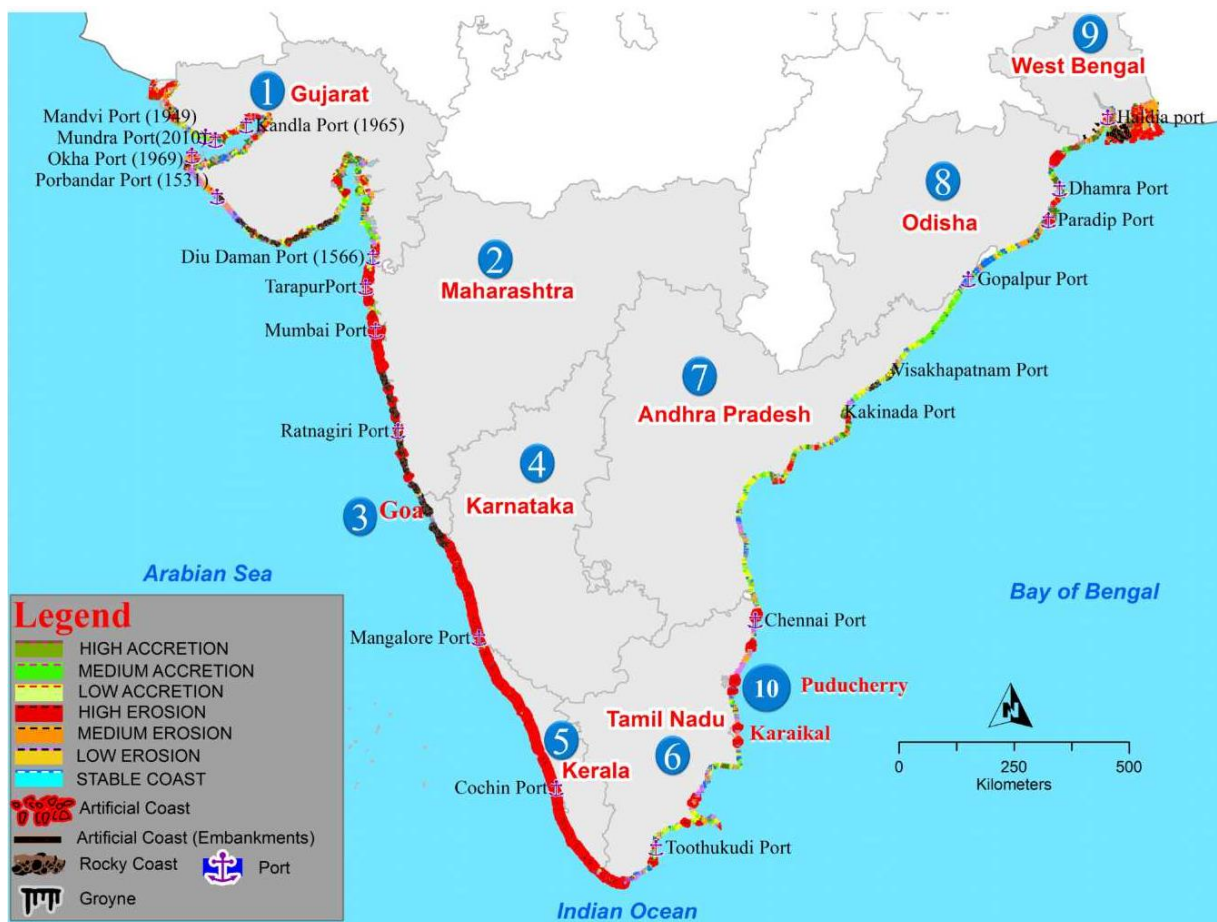 9
West Bengal
1
Gujarat
Mandvi Port (1949)
Kandla Port (1965)
Mundra Port(2010)
Okha Port (1969)
Porbandar Port (1531)
Haldia port
8
Odisha
Dhamra Port
Paradip Port
Diu Daman Port (1566)
2
Maharashtra
TarapurPort
Gopalpur Port
Mumbai Port
7
Andhra Pradesh
Visakhapatnam Port
Kakinada Port
Ratnagiri Port
4
Karnataka
3
Goa
Arabian Sea
Bay of Bengal
Legend
HIGH ACCRETION
MEDIUM ACCRETION
LOW ACCRETION
HIGH EROSION
MEDIUM EROSION
LOW EROSION
STABLE COAST
Artificial Coast
Artificial Coast (Embankments)
Rocky Coast
Port
Groyne
Mangalore Port
Chennai Port
10
Puducherry
Tamil Nadu
Karaikal
5
6
Kerala
Cochin Port
Toothukudi Port
N
0 250 500
Kilometers
Indian Ocean